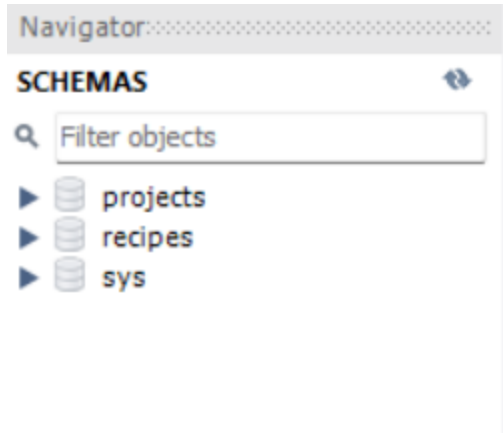 Navigator
SCHEMAS
Filter objects
projects
recipes
sys